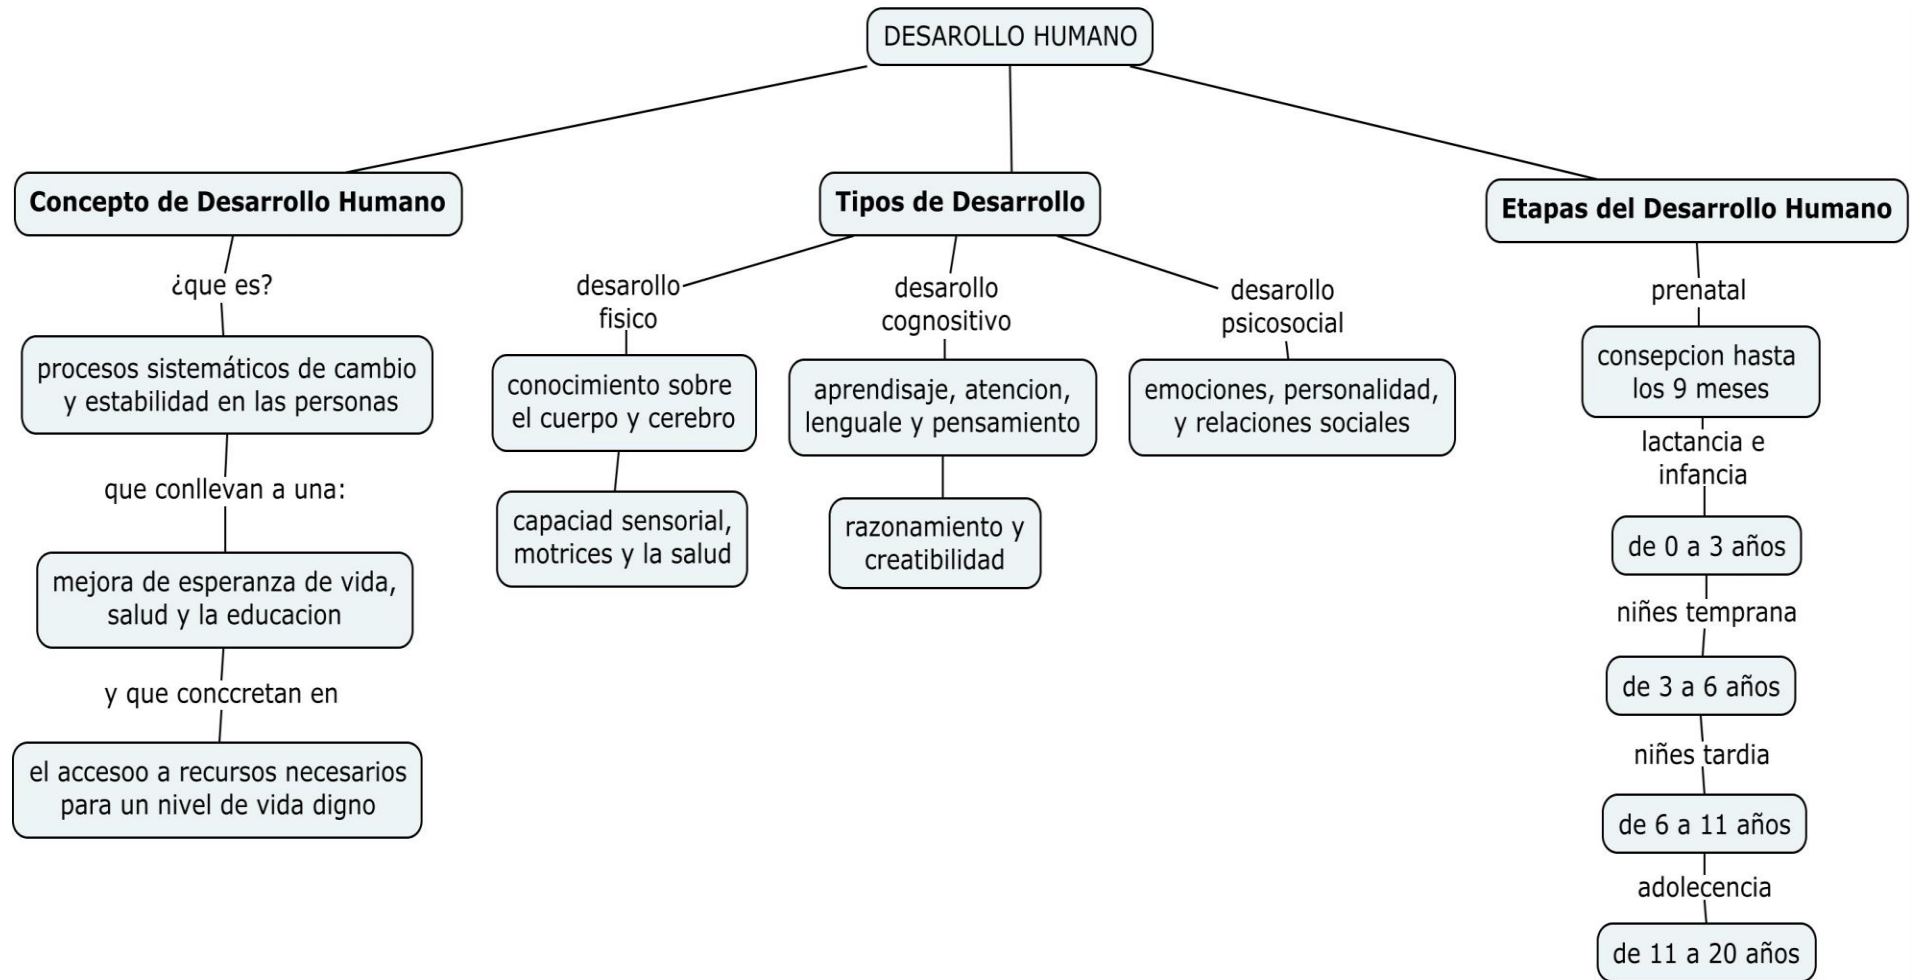 DESAROLLO HUMANO
Concepto de Desarrollo Humano
¿que es?
procesos sistemáticos de cambio
y estabilidad en las personas
que conllevan a una:
mejora de esperanza de vida,
salud y la educacion
y que conccretan en
el accesoo a recursos necesarios
para un nivel de vida digno
Tipos de Desarrollo
desarollo
fisico
conocimiento sobre
el cuerpo y cerebro
capaciad sensorial,
motrices y la salud
desarollo
cognositivo
aprendisaje, atencion,
lenguale y pensamiento
razonamiento y
creatibilidad
desarollo
psicosocial
emociones, personalidad,
y relaciones sociales
Etapas del Desarrollo Humano
prenatal
consepcion hasta
los 9 meses
lactancia e
infancia
de 0 a 3 años
niñes temprana
de 3 a 6 años
niñes tardia
de 6 a 11 años
adolecencia
de 11 a 20 años